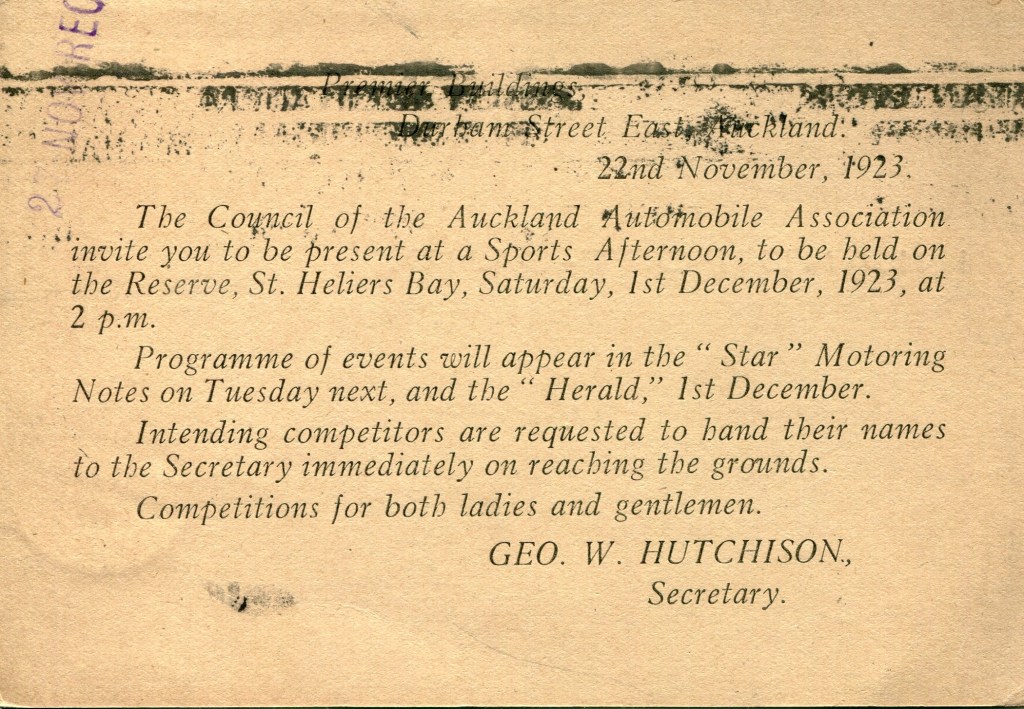 2 NOV REC
Premier Buildings,
Durham Street East, Auckland.
22nd November, 1923.
The Council of the Auckland Automobile Association
invite you to be present at a Sports Afternoon, to be held on
the Reserve, St. Heliers Bay, Saturday, 1st December, 1923, at
2 p.m.
Programme of events will appear in the “ Star ” Motoring
Notes on Tuesday next, and the “ Herald,” 1st December.
Intending competitors are requested to hand their names
to the Secretary immediately on reaching the grounds.
Competitions for both ladies and gentlemen.
GEO. W. HUTCHISON.,
Secretary.